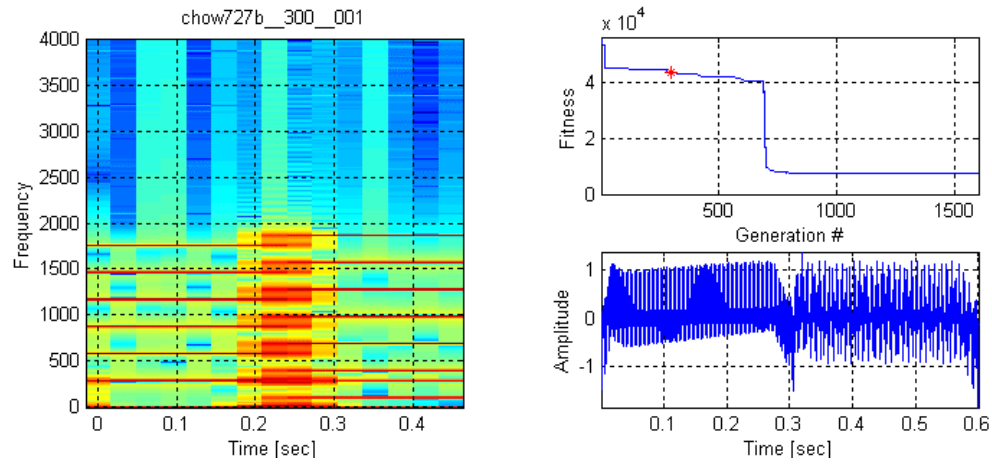 chow727b__300__001
4000
3500
3000
2500
2000
1500
1000
500
0
Frequency
0 0.1 0.2 0.3 0.4
Time [sec]
x 10^4
4
2
0
Fitness
500 1000 1500
Generation #
1
0
-1
Amplitude
0.1 0.2 0.3 0.4 0.5 0.6
Time [sec]